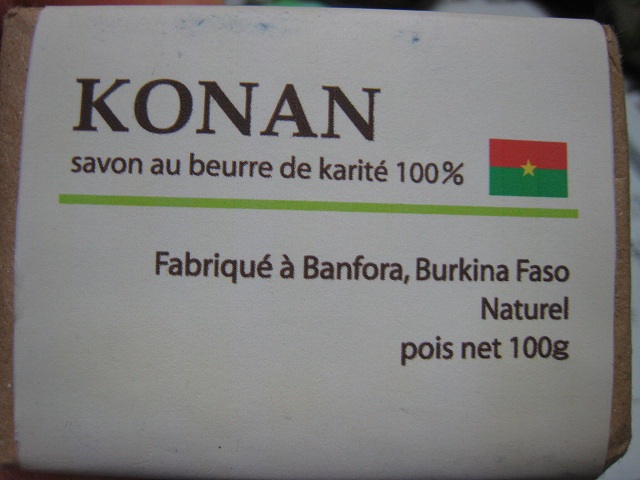 KONAN
savon au beurre de karité 100%
Fabriqué à Banfora, Burkina Faso
Naturel
pois net 100g